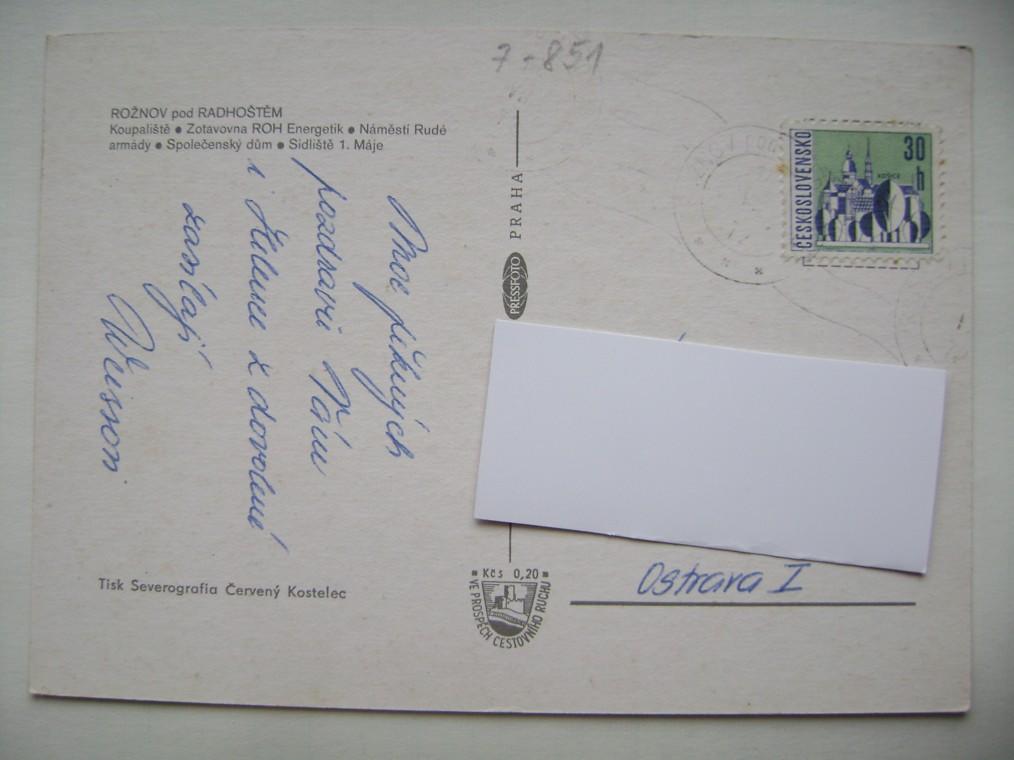 7-851
ROŽNOV pod RADHOŠTĚM
Koupaliště ● Zotavovna ROH Energetik ● Náměstí Rudé
armády ● Společenský dům ● Sídliště 1. Máje
Moc pěkných
pozdravů Vám
i Helence z dovolené
zasílají
Tisk Severografia Červený Kostelec
PRAHA
PRESSFOTO
Kčs 0,20
VE PROSPĚCH CESTOVNÍHO RUCHU
ČESKOSLOVENSKO
30
h
KOŠICE
Ostrava I